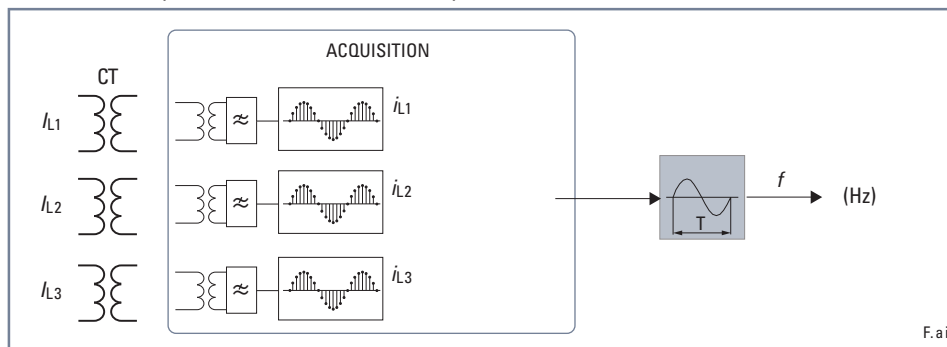 ACQUISITION
CT
IL1
iL1
IL2
iL2
f
(Hz)
T
IL3
iL3
F.ai